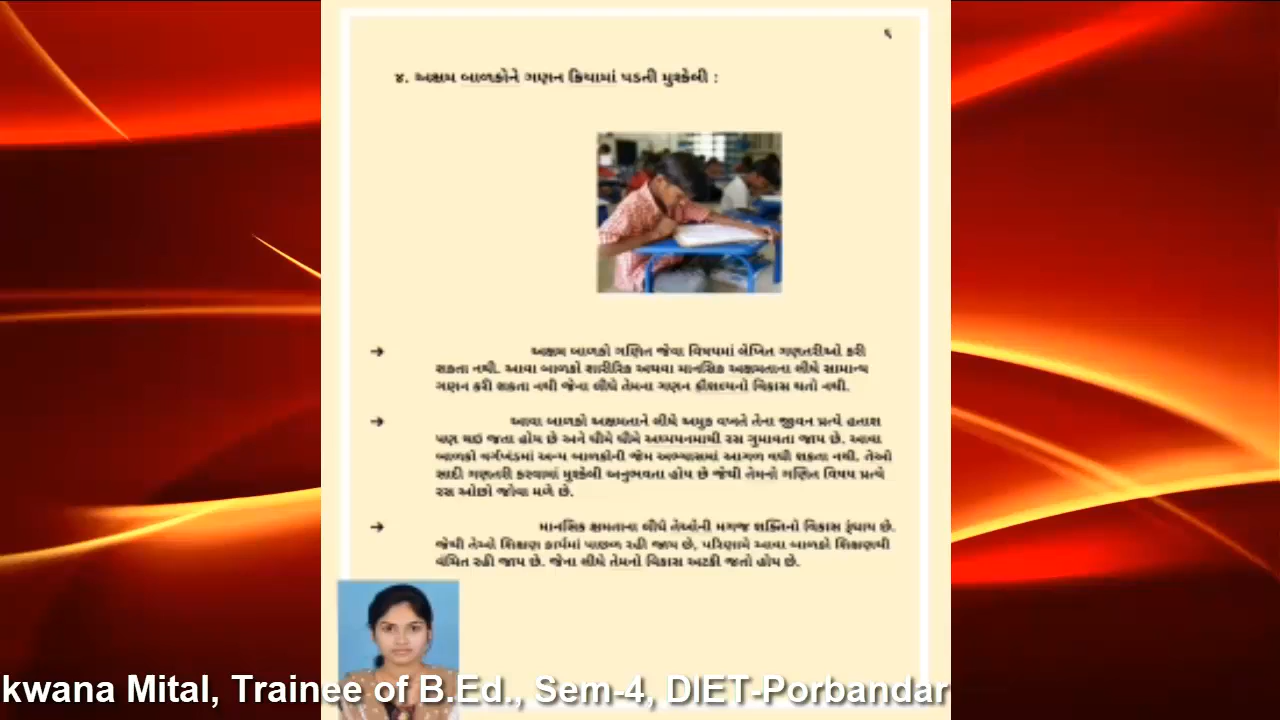 ૬
૪. અક્ષમ બાળકોને ગણન ક્રિયામાં પડતી મુશ્કેલી :
➔ અક્ષમ બાળકો ગણિત જેવા વિષયમાં લેખિત ગણતરીઓ કરી
શકતા નથી. આવા બાળકો શારીરિક અથવા માનસિક અક્ષમતાના લીધે સામાન્ય
ગણન કરી શકતા નથી જેના લીધે તેમના ગણન કૌશલ્યનો વિકાસ થતો નથી.
➔ આવા બાળકો અક્ષમતાને લીધે અમુક વખતે તેના જીવન પ્રત્યે હતાશ
પણ થઇ જતા હોય છે અને ધીમે ધીમે અધ્યયનમાથી રસ ગુમાવતા જાય છે. આવા
બાળકો વર્ગખંડમાં અન્ય બાળકોની જેમ અભ્યાસમાં આગળ વધી શકતા નથી. તેઓ
સાદી ગણતરી કરવામાં મુશ્કેલી અનુભવતા હોય છે જેથી તેમનો ગણિત વિષય પ્રત્યે
રસ ઓછો જોવા મળે છે.
➔ માનસિક ક્ષમતાના લીધે તેઓની મગજ શક્તિનો વિકાસ રૂંધાય છે.
જેથી તેઓ શિક્ષણ કાર્યમાં પાછળ રહી જાય છે, પરિણામે આવા બાળકો શિક્ષણથી
વંચિત રહી જાય છે. જેના લીધે તેમનો વિકાસ અટકી જતો હોય છે.
kwana Mital, Trainee of B.Ed., Sem-4, DIET-Porbandar